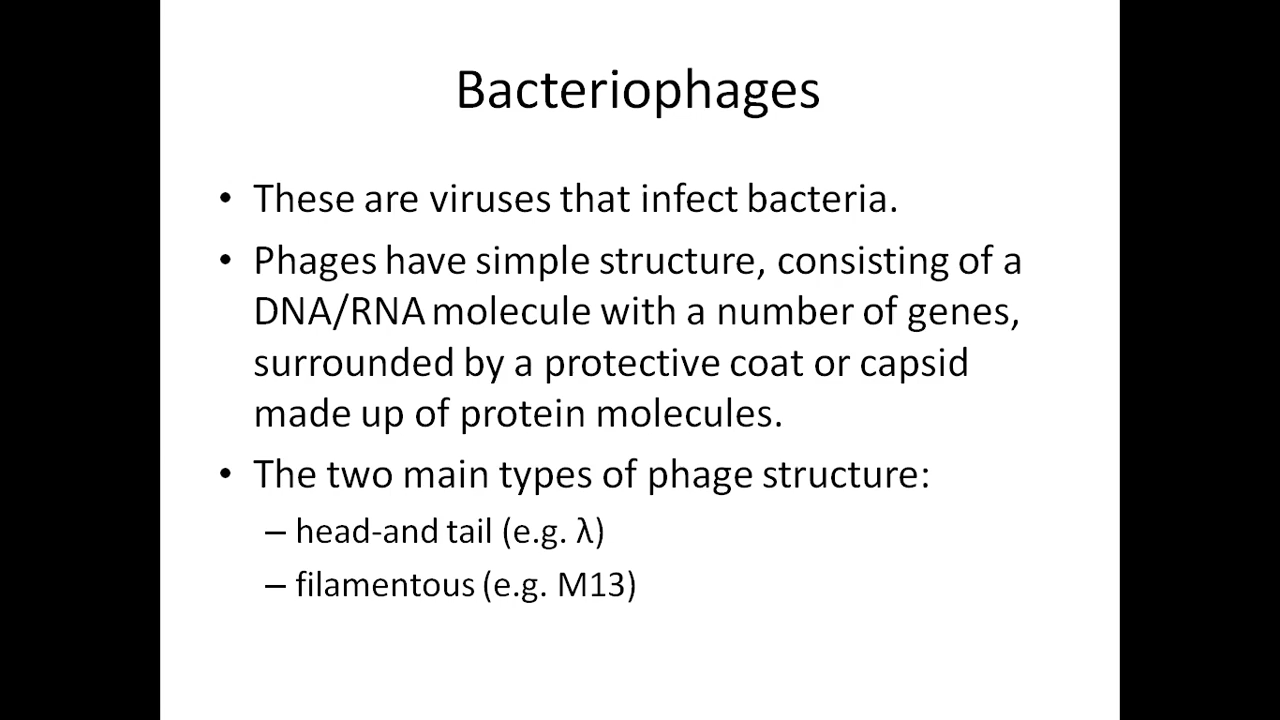 Bacteriophages
• These are viruses that infect bacteria.
• Phages have simple structure, consisting of a
DNA/RNA molecule with a number of genes,
surrounded by a protective coat or capsid
made up of protein molecules.
• The two main types of phage structure:
– head-and tail (e.g. λ)
– filamentous (e.g. M13)